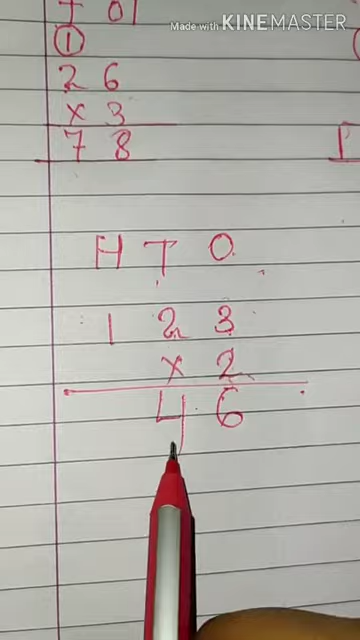 Made with KINEMASTER
T O
①
2 6
x 3
7 8
H T O
1 2 3
x 2
4 6